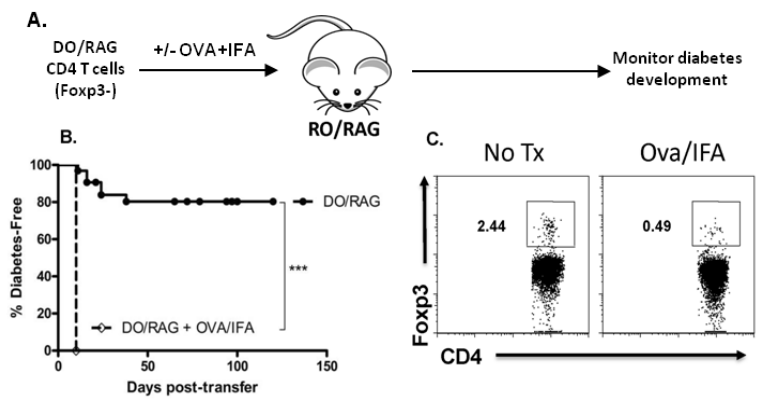 A.
DO/RAG
CD4 T cells
(Foxp3-)
+/- OVA+IFA
RO/RAG
Monitor diabetes
development
B.
% Diabetes-Free
100
80
60
40
20
0
0
50
100
150
Days post-transfer
DO/RAG
***
DO/RAG + OVA/IFA
C.
No Tx
Ova/IFA
2.44
0.49
Foxp3
CD4